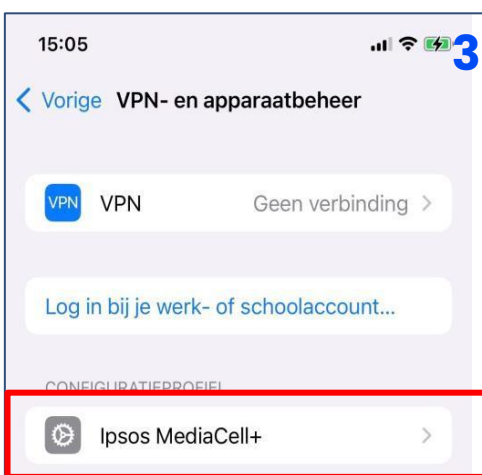 15:05
3
Vorige VPN- en apparaatbeheer
VPN VPN Geen verbinding
Log in bij je werk- of schoolaccount...
CONFIGURATIEPROFIEL
Ipsos MediaCell+